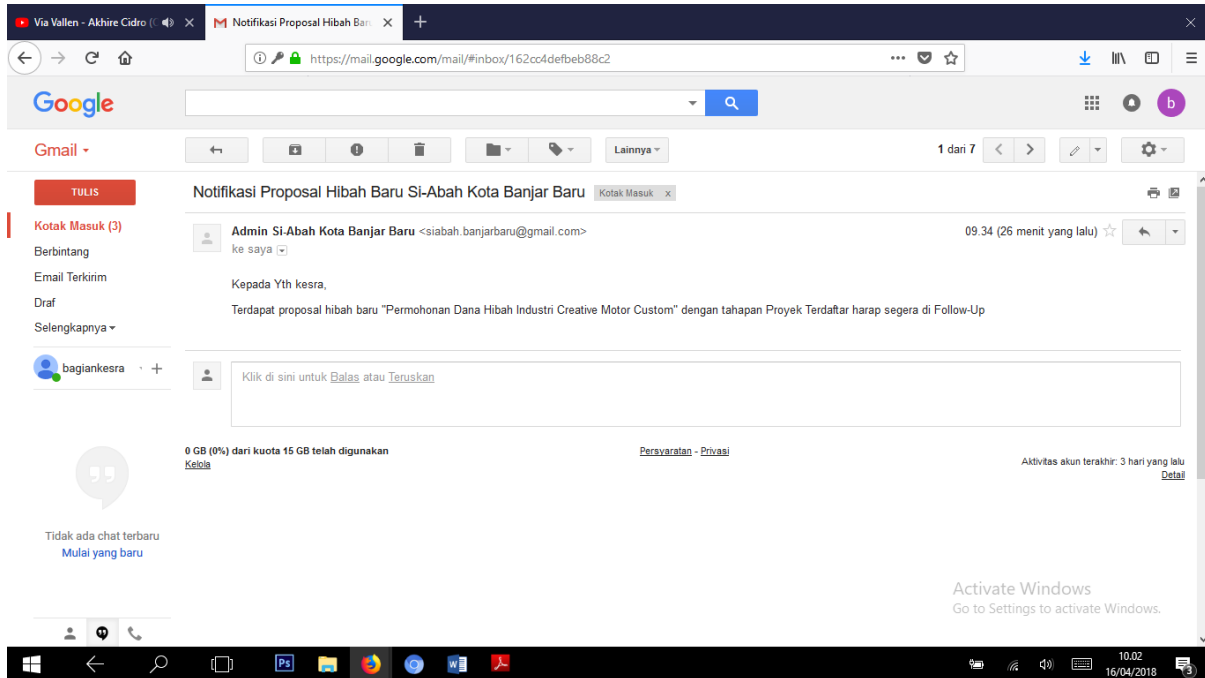 Via Vallen - Akhire Cidro (
Notifikasi Proposal Hibah Bar
https://mail.google.com/mail/#inbox/162cc4defbeb88c2
Google
b
Gmail
Lainnya
1 dari 7
TULIS
Notifikasi Proposal Hibah Baru Si-Abah Kota Banjar Baru
Kotak Masuk x
Kotak Masuk (3)
Admin Si-Abah Kota Banjar Baru <siabah.banjarbaru@gmail.com>
09.34 (26 menit yang lalu)
ke saya
Berbintang
Email Terkirim
Kepada Yth kesra,
Draf
Terdapat proposal hibah baru "Permohonan Dana Hibah Industri Creative Motor Custom" dengan tahapan Proyek Terdaftar harap segera di Follow-Up
Selengkapnya
bagiankesra
Klik di sini untuk Balas atau Teruskan
0 GB (0%) dari kuota 15 GB telah digunakan
Kelola
Persyaratan - Privasi
Aktivitas akun terakhir: 3 hari yang lalu
Detail
Tidak ada chat terbaru
Mulai yang baru
Activate Windows
Go to Settings to activate Windows.
Ps
10.02
16/04/2018
3